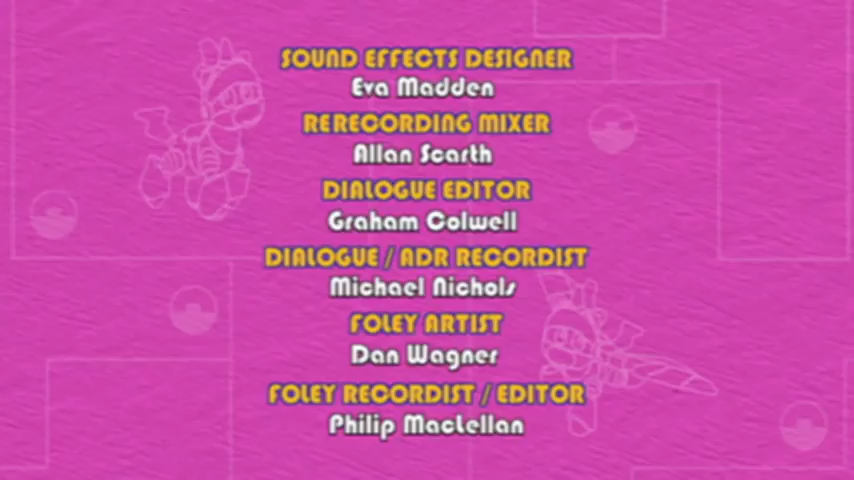 SOUND EFFECTS DESIGNER
Eva Madden
RERECORDING MIXER
Allan Scarth
DIALOGUE EDITOR
Graham Colwell
DIALOGUE / ADR RECORDIST
Michael Nichols
FOLEY ARTIST
Dan Wagner
FOLEY RECORDIST / EDITOR
Philip MacLellan